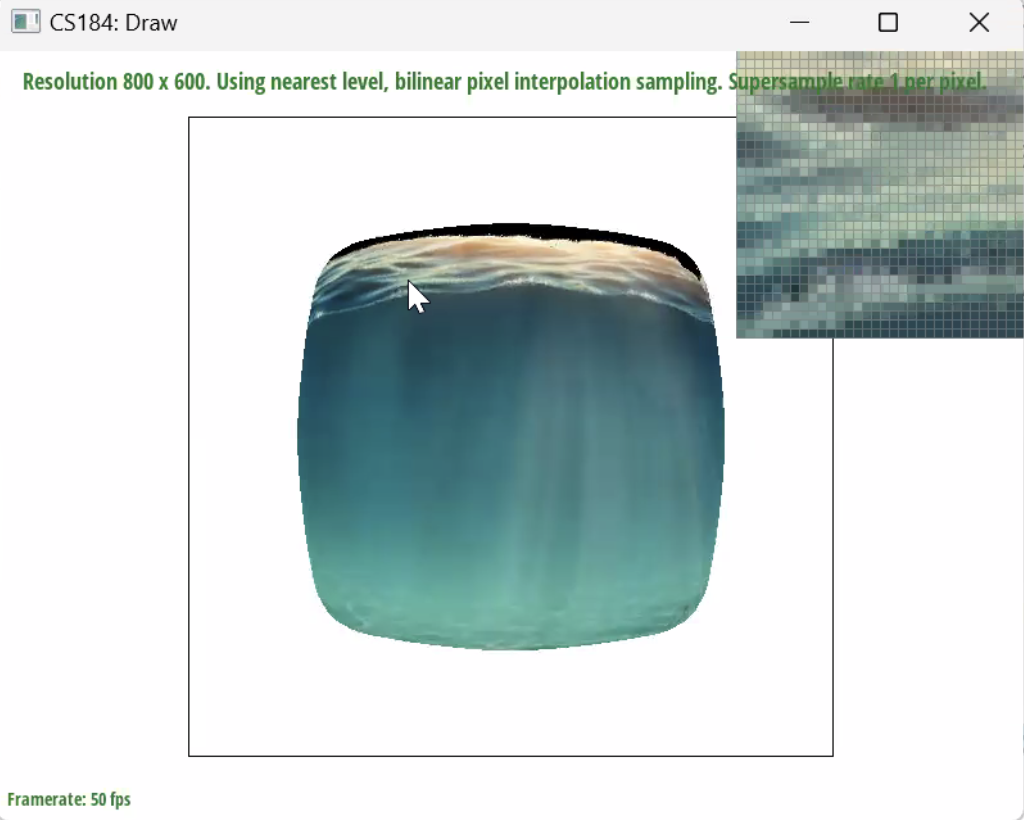 CS184: Draw
Resolution 800 x 600. Using nearest level, bilinear pixel interpolation sampling. Supersample rate 1 per pixel.
Framerate: 50 fps